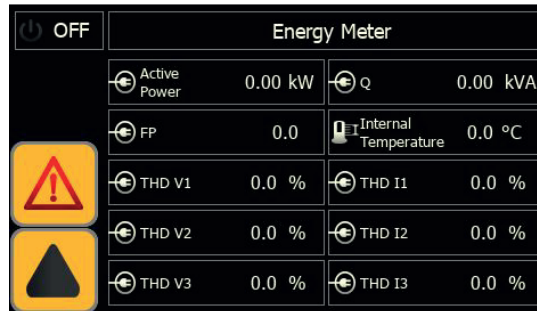 OFF Energy Meter
Active Power 0.00 kW Q 0.00 kVA
FP 0.0 Internal Temperature 0.0 °C
THD V1 0.0 % THD I1 0.0 %
THD V2 0.0 % THD I2 0.0 %
THD V3 0.0 % THD I3 0.0 %